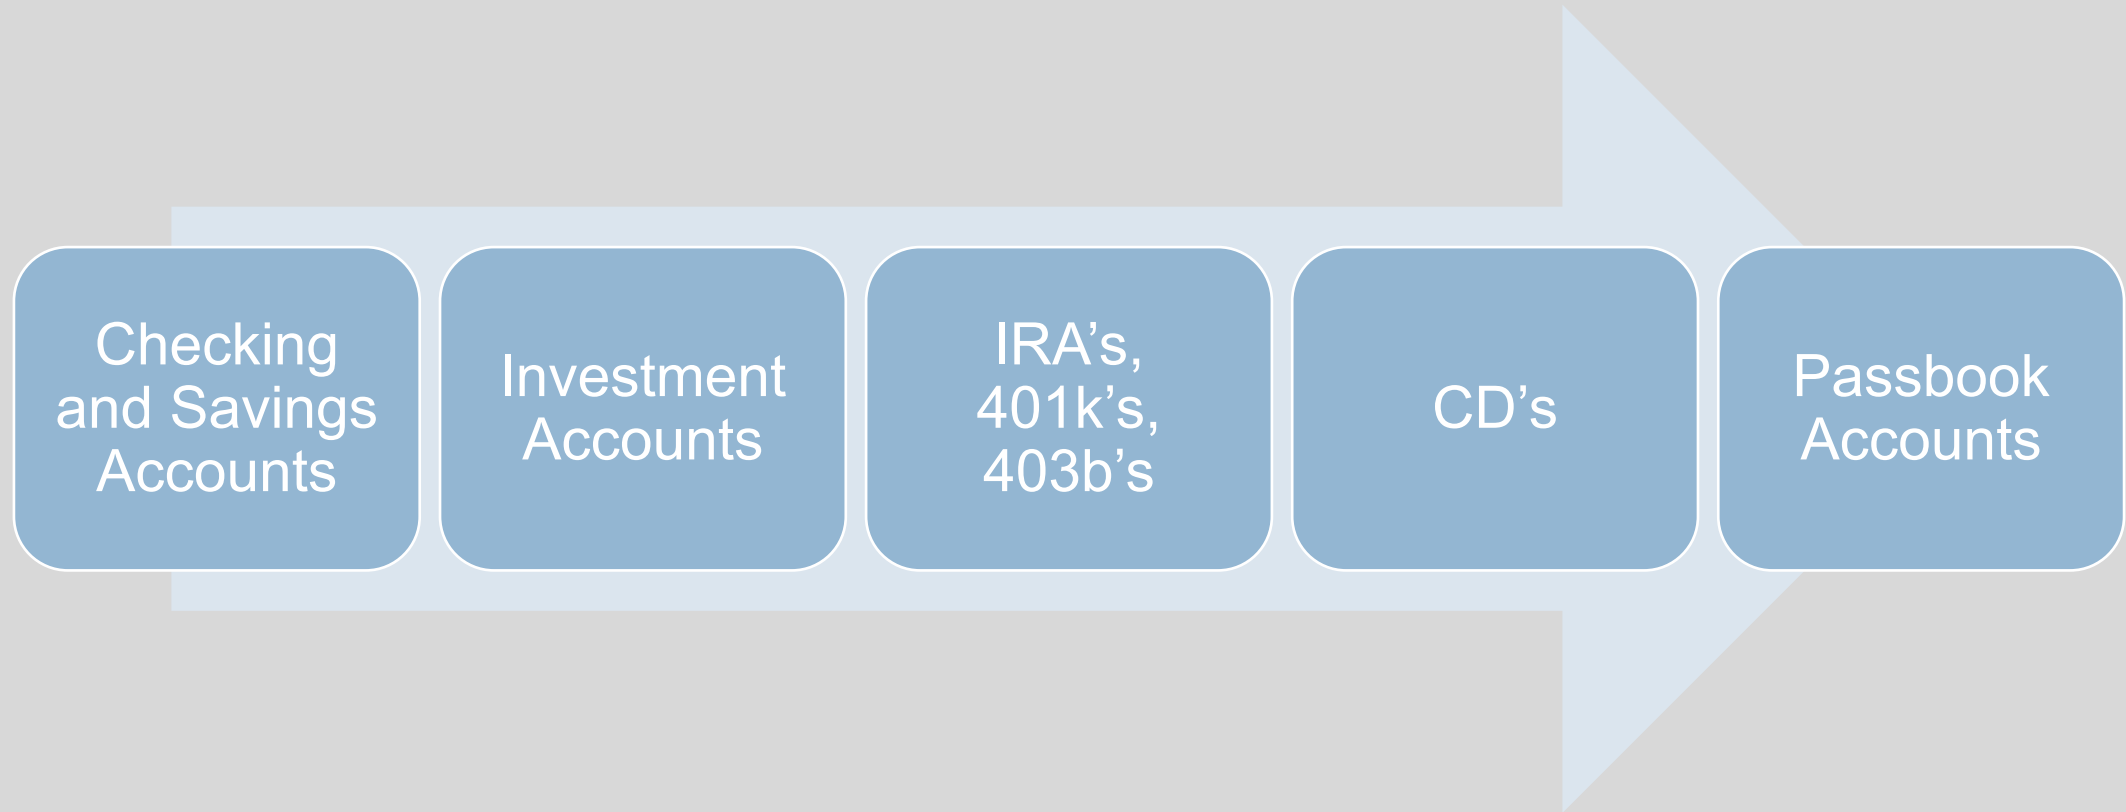 Checking
and Savings
Accounts
Investment
Accounts
IRA’s,
401k’s,
403b’s
CD’s
Passbook
Accounts